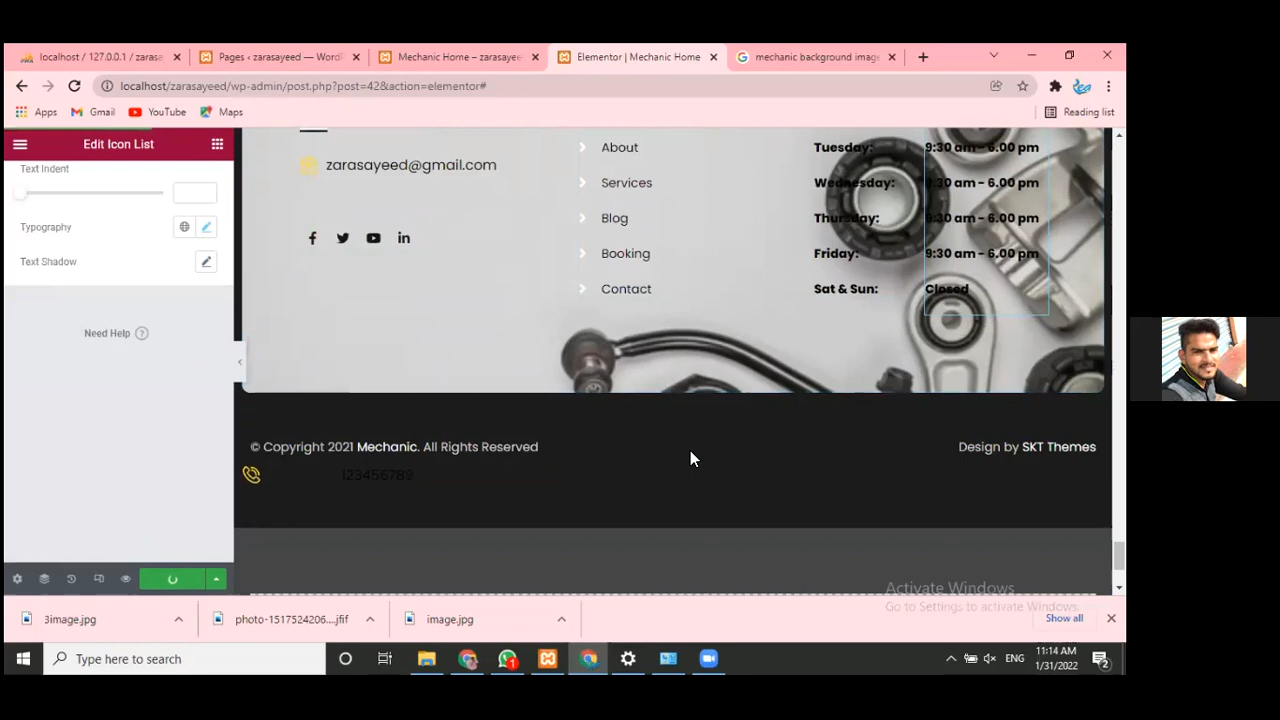 localhost / 127.0.0.1 / zaras
Pages ‹ zarasayeed — WordP
Mechanic Home – zarasayee
Elementor | Mechanic Home
mechanic background image
localhost/zarasayeed/wp-admin/post.php?post=42&action=elementor#
Apps
Gmail
YouTube
Maps
Reading list
Edit Icon List
Text Indent
Typography
Text Shadow
Need Help ?
zarasayeed@gmail.com
About
Services
Blog
Booking
Contact
Tuesday: 9:30 am - 6.00 pm
Wednesday: 9:30 am - 6.00 pm
Thursday: 9:30 am - 6.00 pm
Friday: 9:30 am - 6.00 pm
Sat & Sun: Closed
© Copyright 2021 Mechanic. All Rights Reserved
Design by SKT Themes
123456789
Activate Windows
Go to Settings to activate Windows.
3image.jpg
photo-1517524206....jfif
image.jpg
Show all
Type here to search
1
ENG
11:14 AM
1/31/2022
2